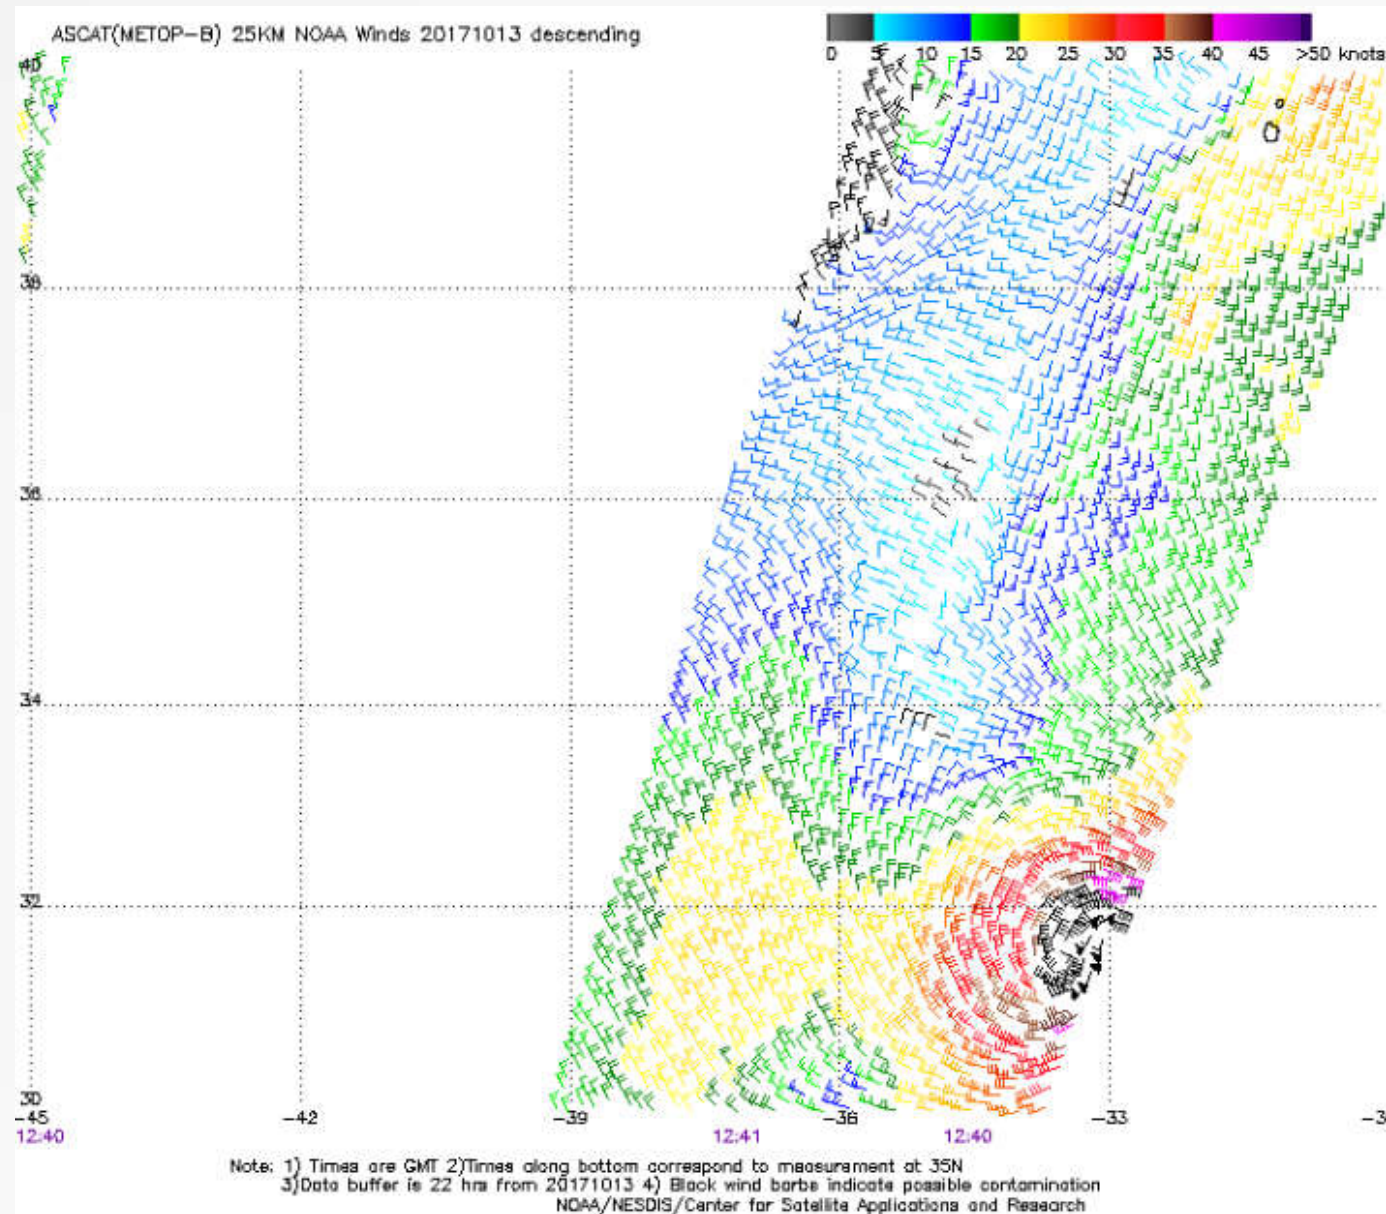 ASCAT(METOP-B) 25KM NOAA Winds 20171013 descending
0 5 10 15 20 25 30 35 40 45 >50 knots
40
38
36
34
32
30
-45 -42 -39 -36 -33 -3
12:40 12:41 12:40
Note: 1) Times are GMT 2)Times along bottom correspond to measurement at 35N
3)Data buffer is 22 hrs from 20171013 4) Black wind barbs indicate possible contamination
NOAA/NESDIS/Center for Satellite Applications and Research